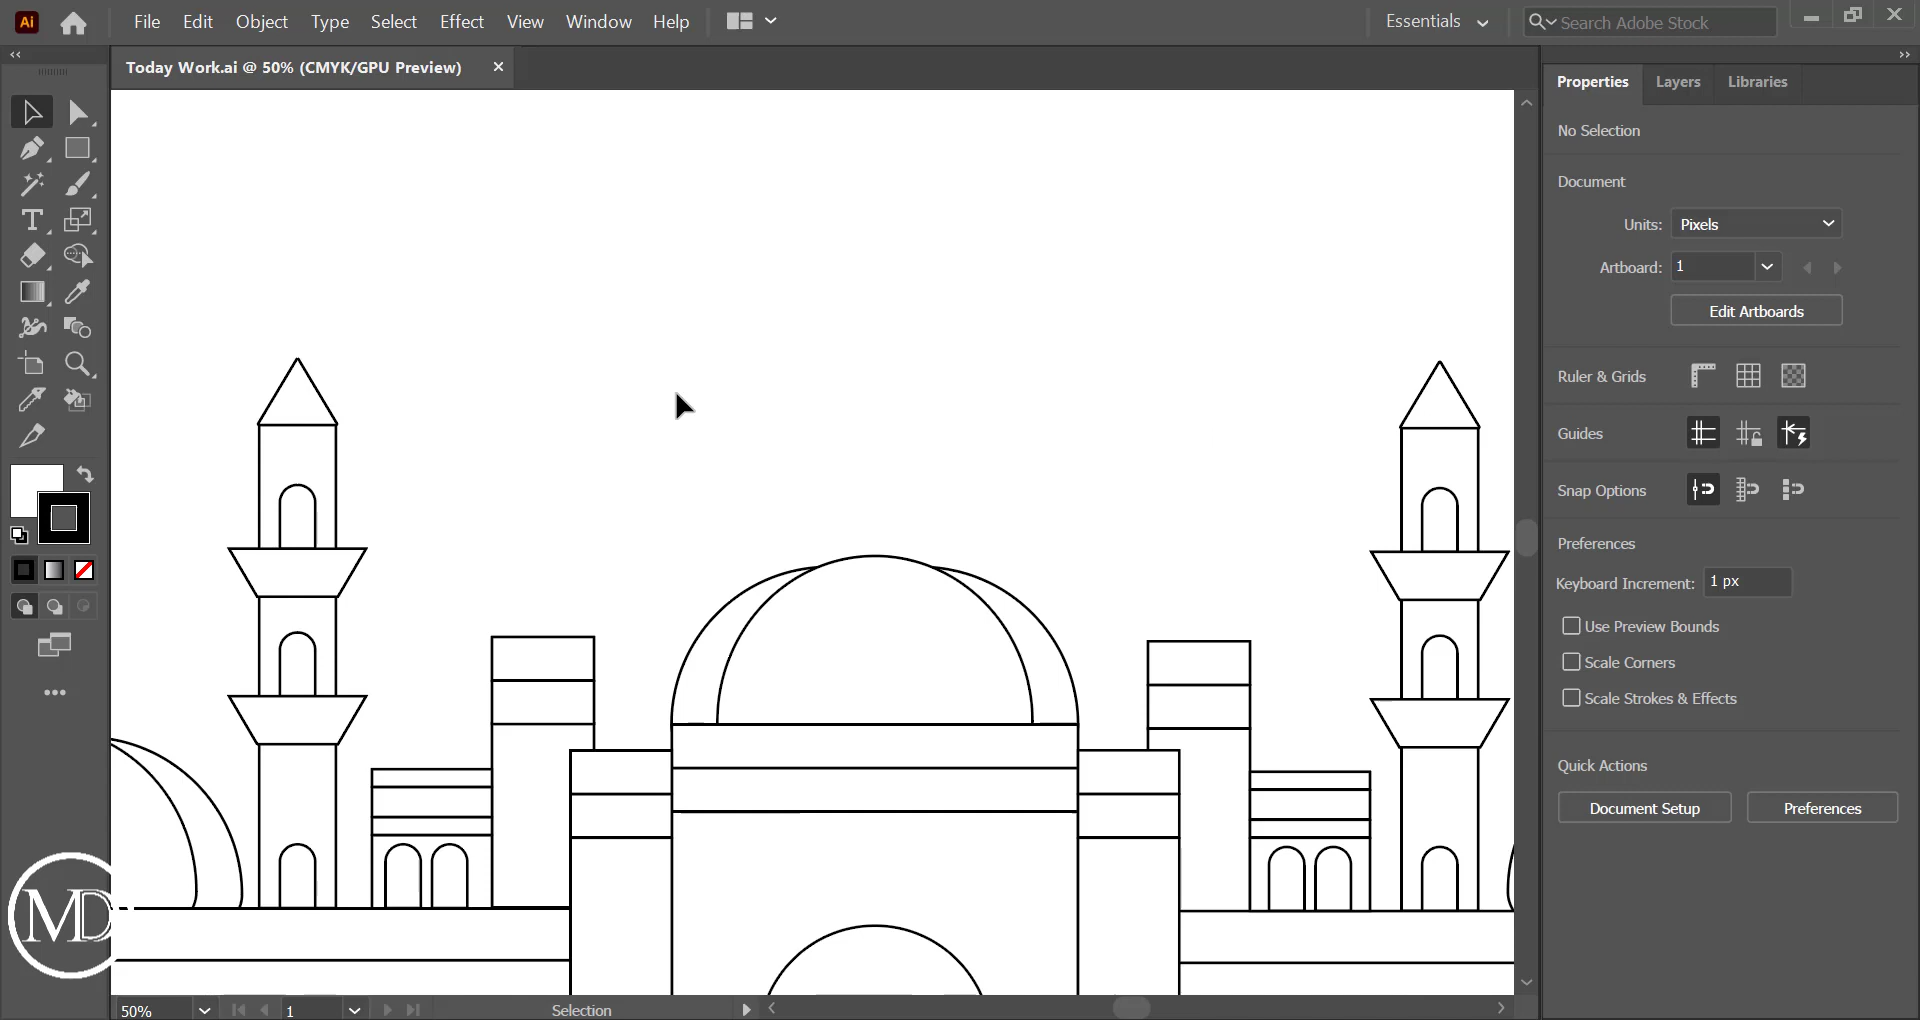 Ai File Edit Object Type Select Effect View Window Help Essentials Search Adobe Stock
Today Work.ai @ 50% (CMYK/GPU Preview)
Properties Layers Libraries
No Selection
Document
Units: Pixels
Artboard: 1
Edit Artboards
Ruler & Grids
Guides
Snap Options
Preferences
Keyboard Increment: 1 px
Use Preview Bounds
Scale Corners
Scale Strokes & Effects
Quick Actions
Document Setup Preferences
MD
50% 1 Selection